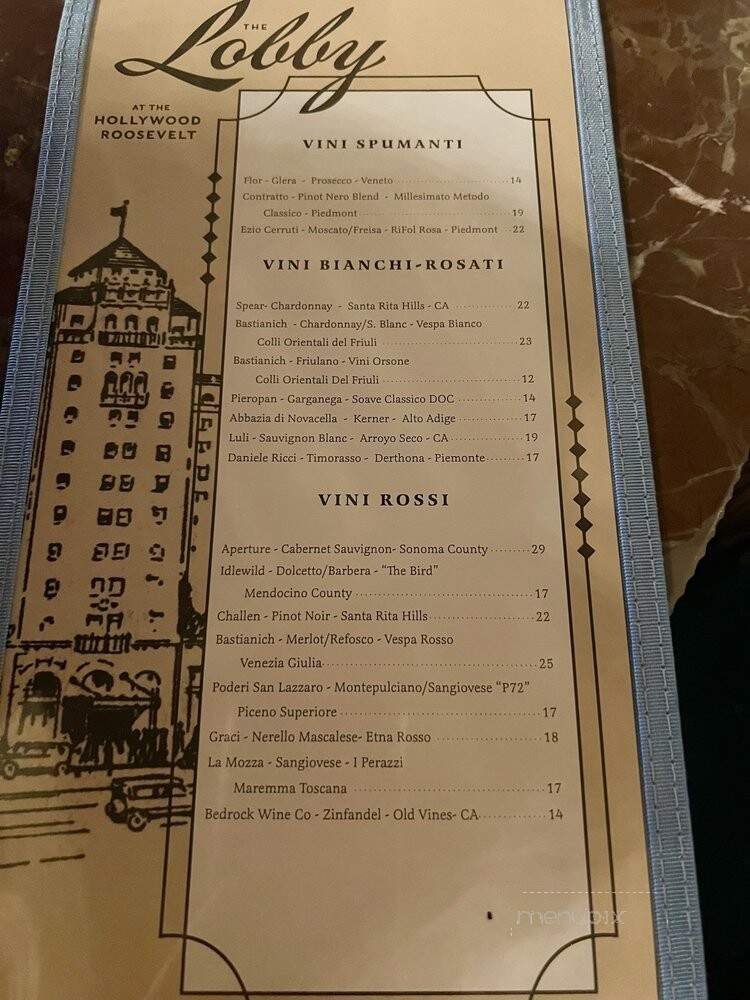 THE
Lobby
AT THE
HOLLYWOOD
ROOSEVELT
VINI SPUMANTI
Flor - Glera - Prosecco - Veneto 14
Contratto - Pinot Nero Blend - Millesimato Metodo
Classico - Piedmont 19
Ezio Cerruti - Moscato/Freisa - RiFol Rosa - Piedmont 22
VINI BIANCHI-ROSATI
Spear- Chardonnay - Santa Rita Hills - CA 22
Bastianich - Chardonnay/S. Blanc - Vespa Bianco
Colli Orientali del Friuli 23
Bastianich - Friulano - Vini Orsone
Colli Orientali Del Friuli 12
Pieropan - Garganega - Soave Classico DOC 14
Abbazia di Novacella - Kerner - Alto Adige 17
Luli - Sauvignon Blanc - Arroyo Seco - CA 19
Daniele Ricci - Timorasso - Derthona - Piemonte 17
VINI ROSSI
Aperture - Cabernet Sauvignon- Sonoma County 29
Idlewild - Dolcetto/Barbera - “The Bird”
Mendocino County 17
Challen - Pinot Noir - Santa Rita Hills 22
Bastianich - Merlot/Refosco - Vespa Rosso
Venezia Giulia 25
Poderi San Lazzaro - Montepulciano/Sangiovese “P72”
Piceno Superiore 17
Graci - Nerello Mascalese- Etna Rosso 18
La Mozza - Sangiovese - I Perazzi
Maremma Toscana 17
Bedrock Wine Co - Zinfandel - Old Vines- CA 14
menupix